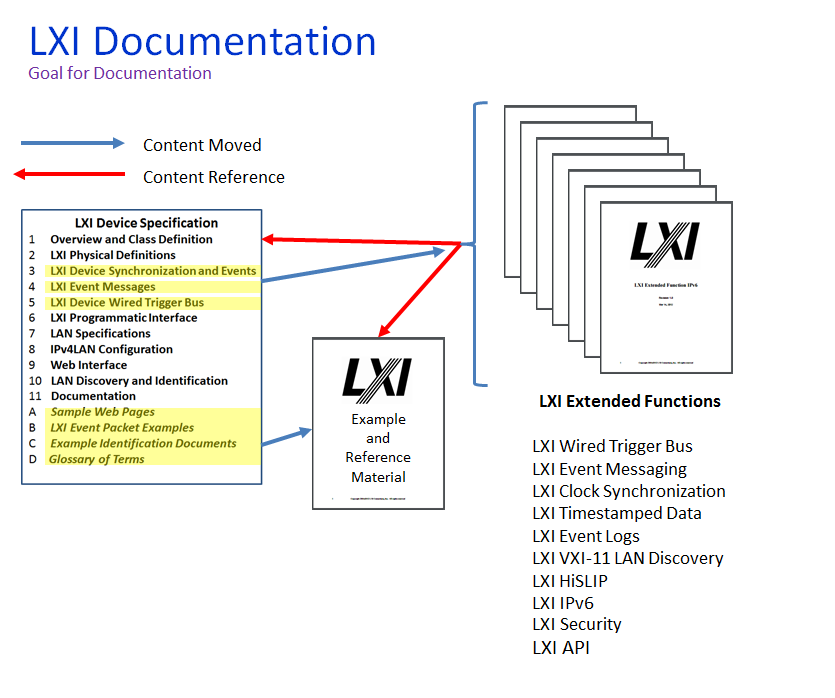 LXI Documentation
Goal for Documentation
Content Moved
Content Reference
LXI Device Specification
1 Overview and Class Definition
2 LXI Physical Definitions
3 LXI Device Synchronization and Events
4 LXI Event Messages
5 LXI Device Wired Trigger Bus
6 LXI Programmatic Interface
7 LAN Specifications
8 IPv4LAN Configuration
9 Web Interface
10 LAN Discovery and Identification
11 Documentation
A Sample Web Pages
B LXI Event Packet Examples
C Example Identification Documents
D Glossary of Terms
LXI
Example
and
Reference
Material
LXI
LXI Extended Function IPv6
LXI Extended Functions
LXI Wired Trigger Bus
LXI Event Messaging
LXI Clock Synchronization
LXI Timestamped Data
LXI Event Logs
LXI VXI-11 LAN Discovery
LXI HiSLIP
LXI IPv6
LXI Security
LXI API